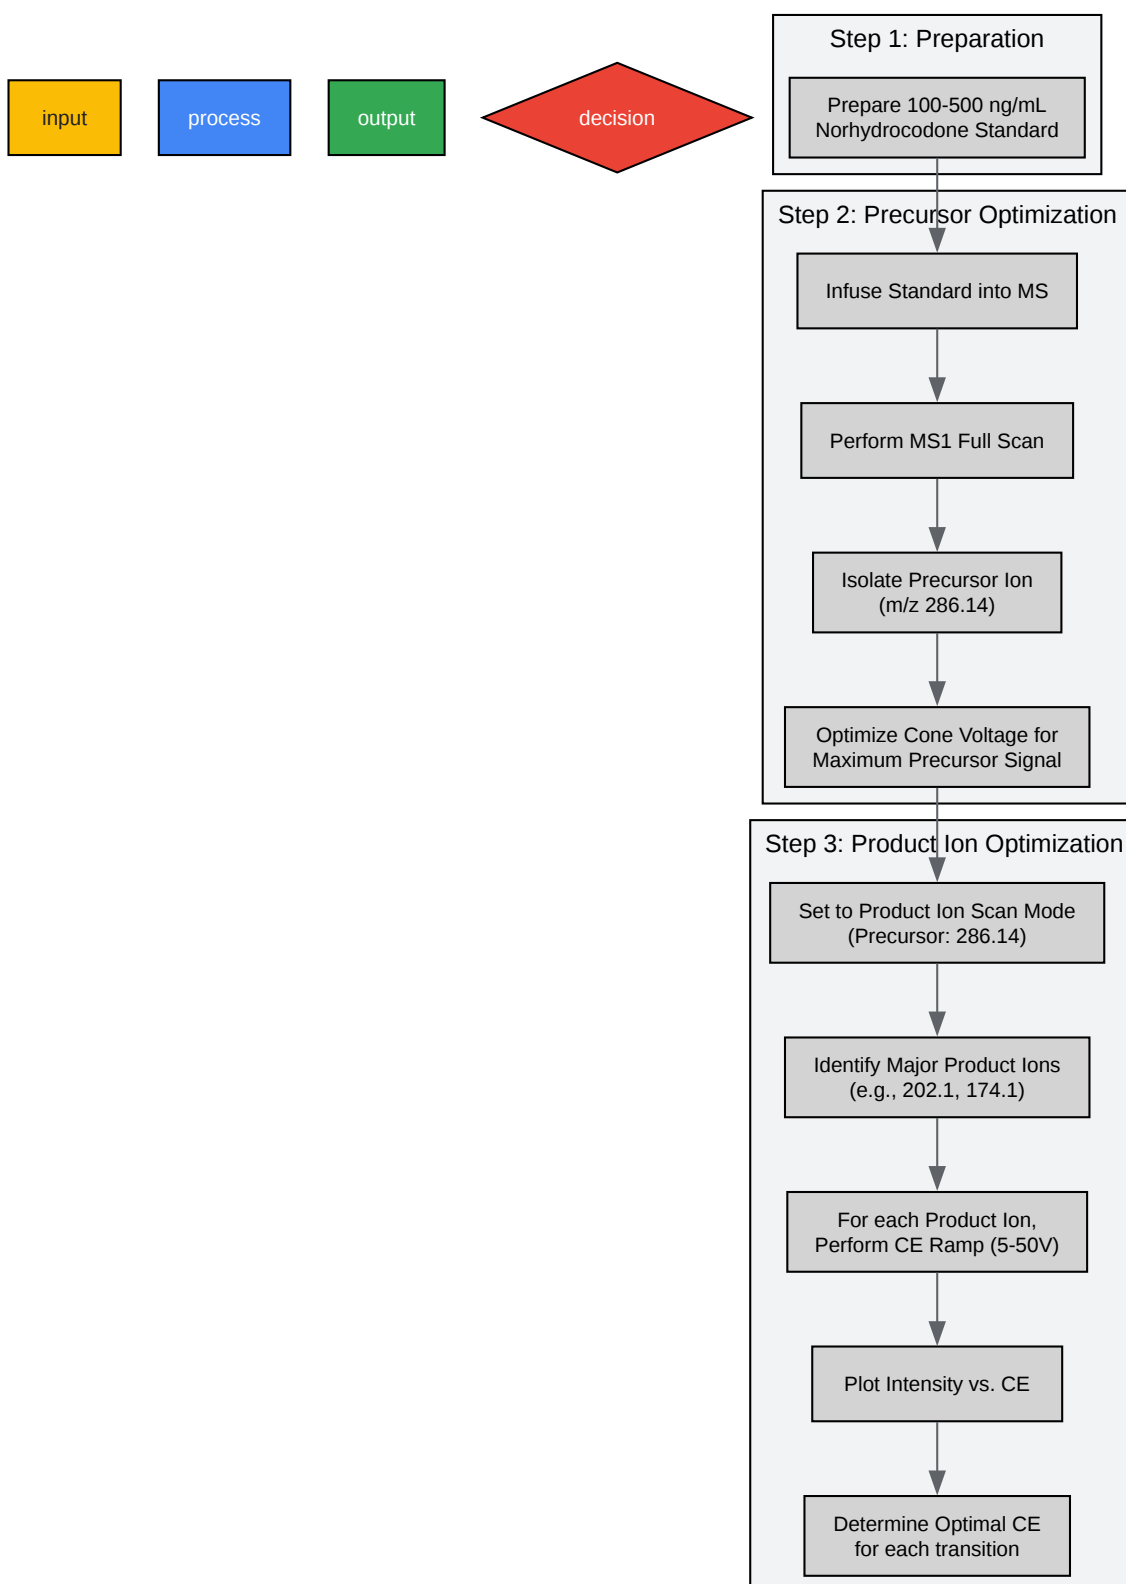 input
process
output
decision
Step 1: Preparation
Prepare 100-500 ng/mL
Norhydrocodone Standard
Step 2: Precursor Optimization
Infuse Standard into MS
Perform MS1 Full Scan
Isolate Precursor Ion
(m/z 286.14)
Optimize Cone Voltage for
Maximum Precursor Signal
Step 3: Product Ion Optimization
Set to Product Ion Scan Mode
(Precursor: 286.14)
Identify Major Product Ions
(e.g., 202.1, 174.1)
For each Product Ion,
Perform CE Ramp (5-50V)
Plot Intensity vs. CE
Determine Optimal CE
for each transition